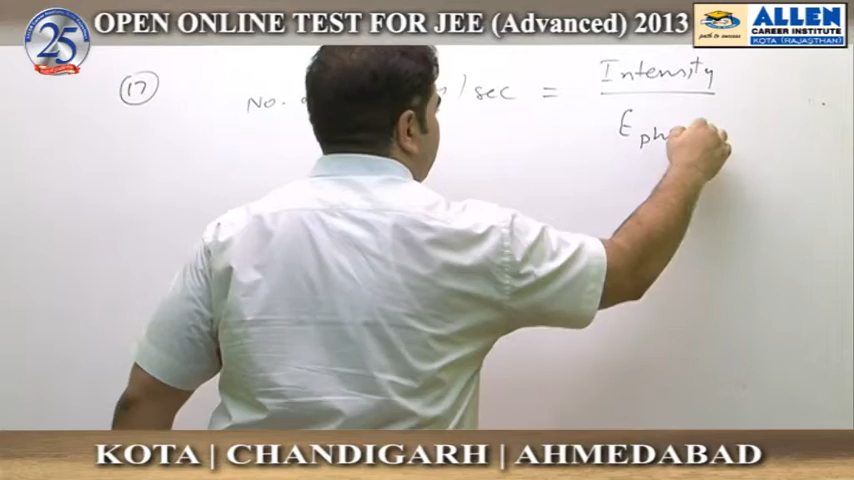 OPEN ONLINE TEST FOR JEE (Advanced) 2013
25
path to success
ALLEN
CAREER INSTITUTE
KOTA (RAJASTHAN)
17
No. /sec = Intensity
E ph
KOTA | CHANDIGARH | AHMEDABAD